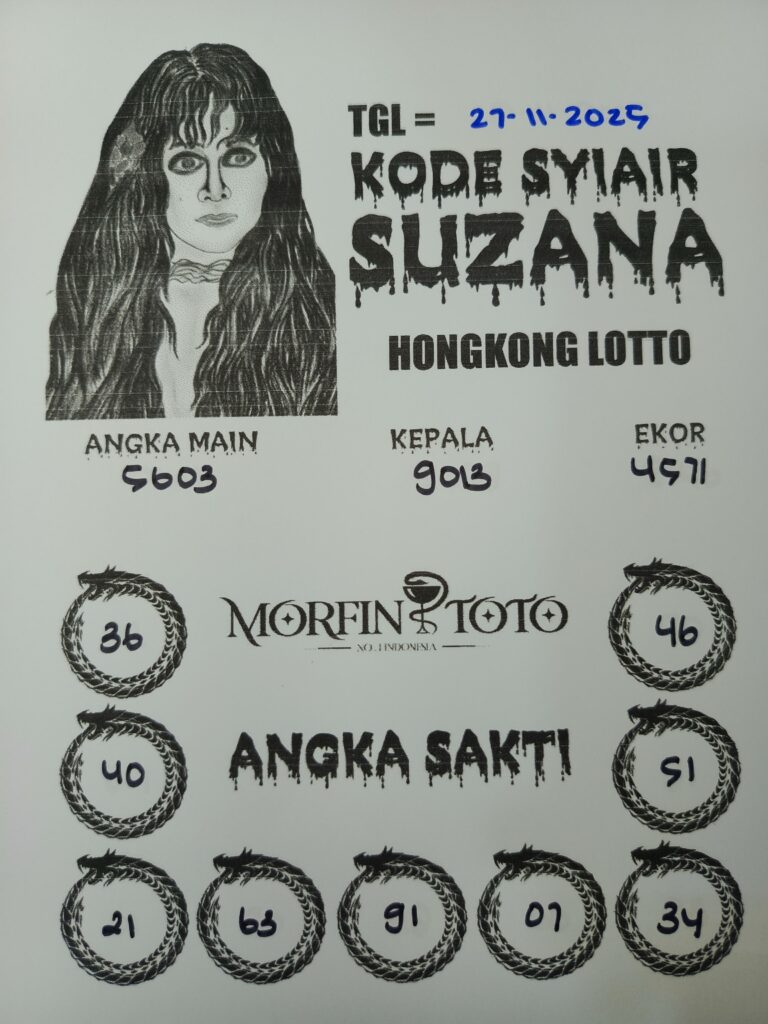 TGL = 27-11-2025
KODE SYIAIR
SUZANA
HONGKONG LOTTO
ANGKA MAIN KEPALA EKOR
5603 9013 4571
MORFIN TOTO
NO.1 INDONESIA
36 46
ANGKA SAKTI
40 51
21 63 91 07 34